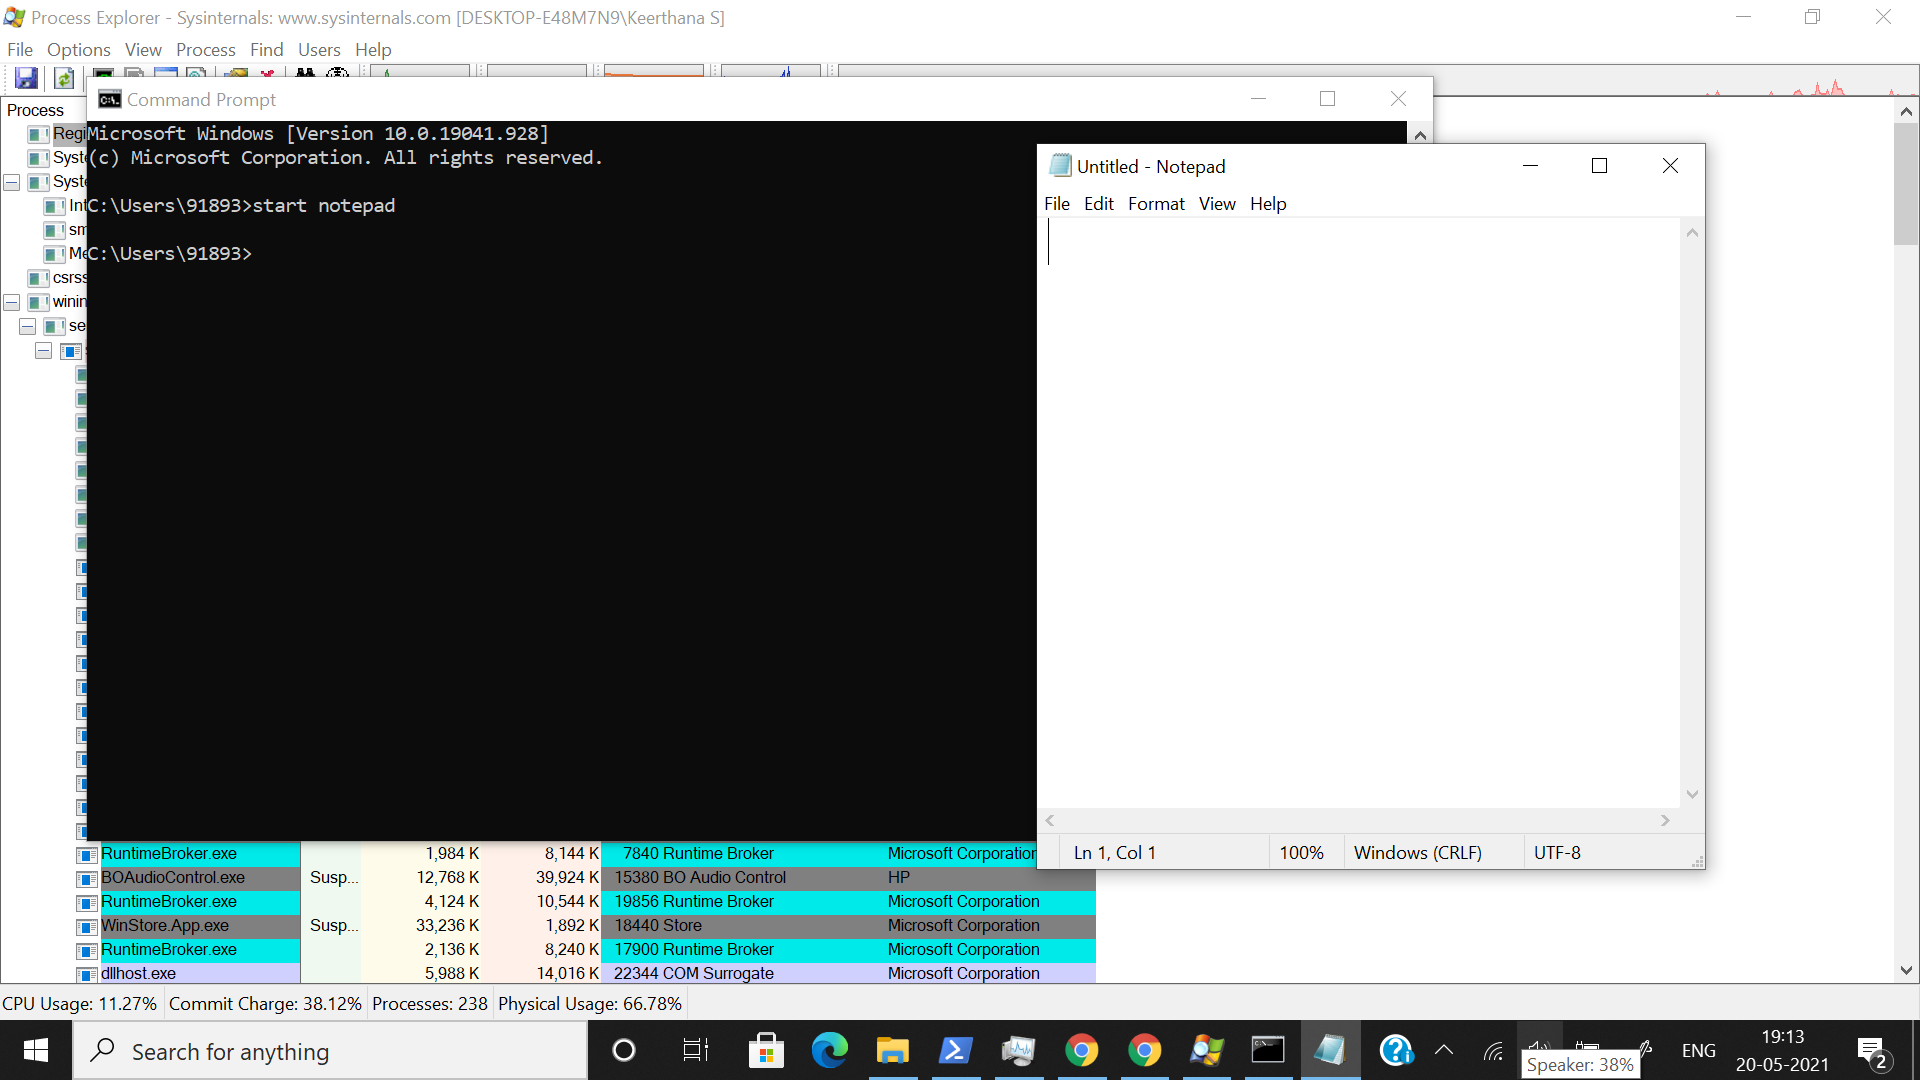 Process Explorer - Sysinternals: www.sysinternals.com [DESKTOP-E48M7N9\Keerthana S]
File Options View Process Find Users Help
Process
Command Prompt
Microsoft Windows [Version 10.0.19041.928]
(c) Microsoft Corporation. All rights reserved.
C:\Users\91893>start notepad
C:\Users\91893>
Regi
Syste
Syste
Int
sm
Me
csrss
winin
se
Untitled - Notepad
File Edit Format View Help
Ln 1, Col 1 100% Windows (CRLF) UTF-8
RuntimeBroker.exe 1,984 K 8,144 K 7840 Runtime Broker Microsoft Corporation
BOAudioControl.exe Susp... 12,768 K 39,924 K 15380 BO Audio Control HP
RuntimeBroker.exe 4,124 K 10,544 K 19856 Runtime Broker Microsoft Corporation
WinStore.App.exe Susp... 33,236 K 1,892 K 18440 Store Microsoft Corporation
RuntimeBroker.exe 2,136 K 8,240 K 17900 Runtime Broker Microsoft Corporation
dllhost.exe 5,988 K 14,016 K 22344 COM Surrogate Microsoft Corporation
CPU Usage: 11.27% Commit Charge: 38.12% Processes: 238 Physical Usage: 66.78%
Search for anything
ENG
19:13
20-05-2021
2
Speaker: 38%